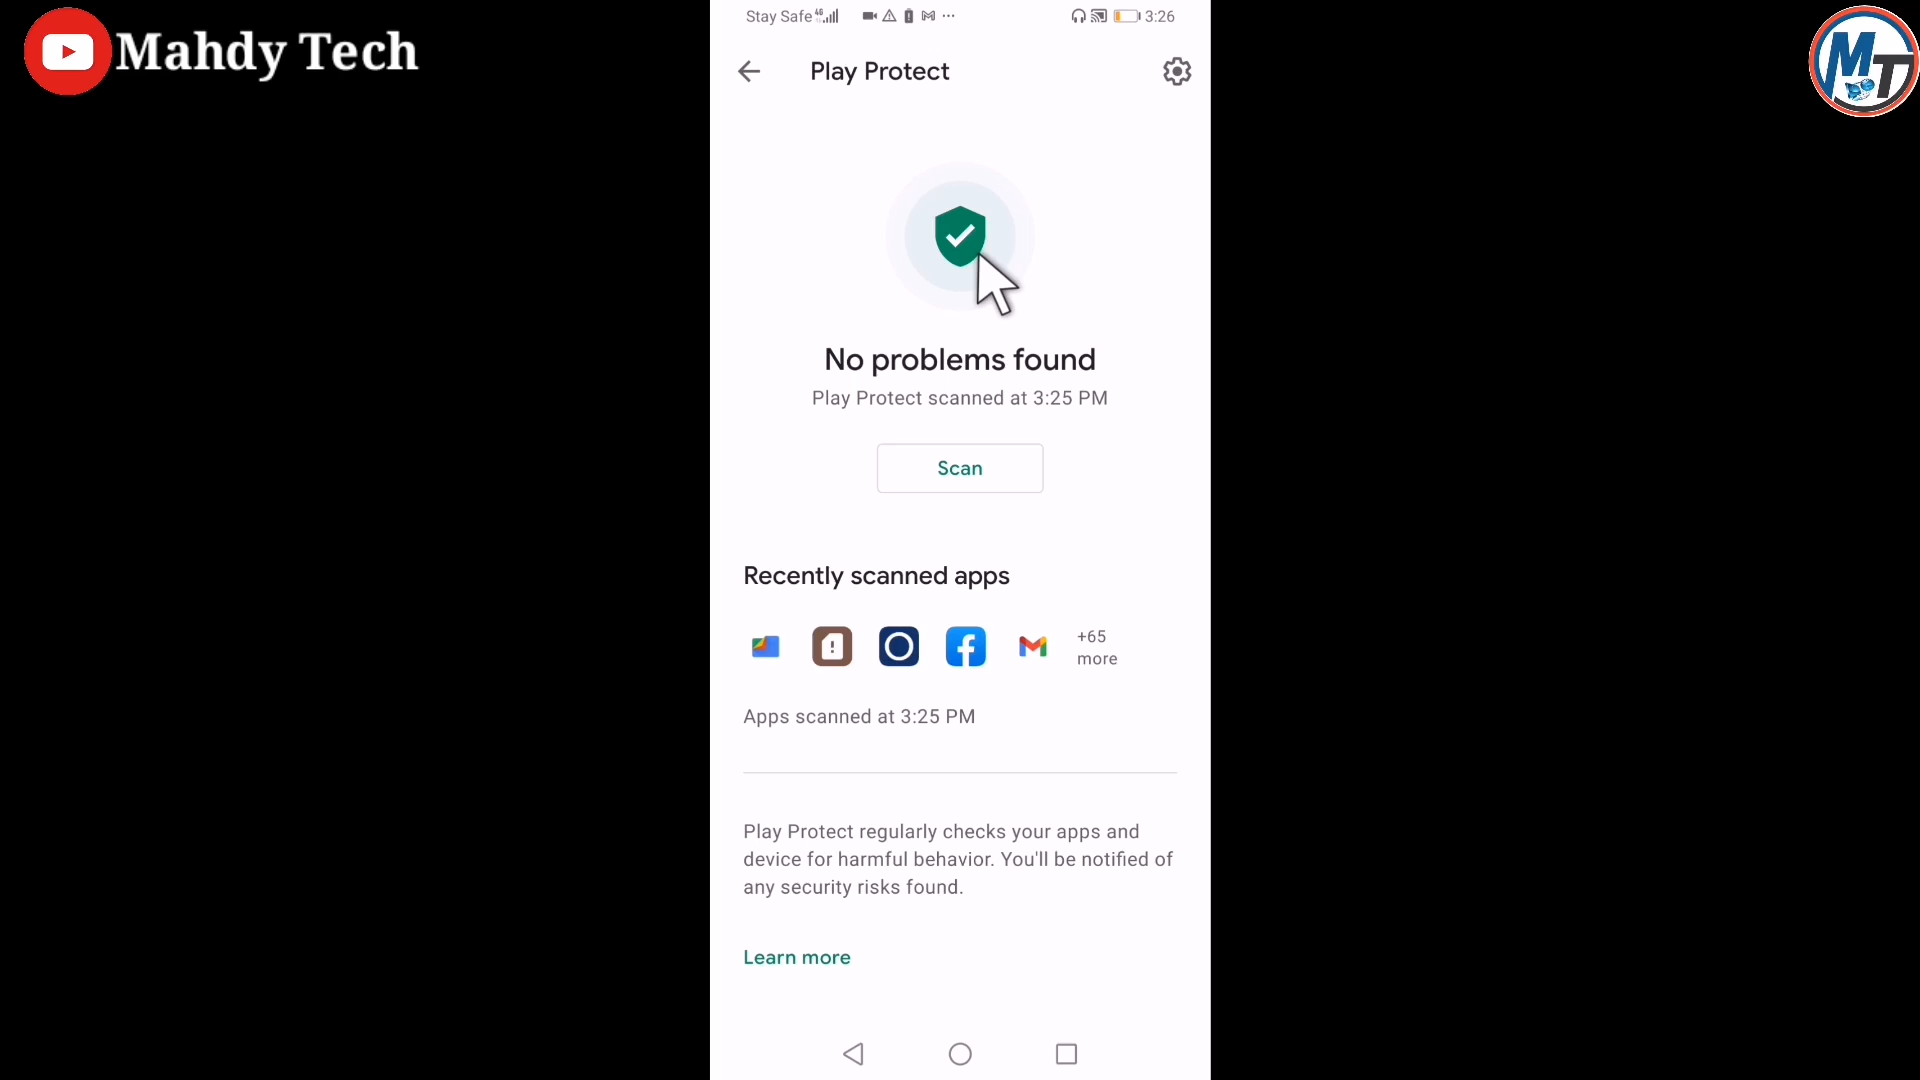 Mahdy Tech
MT
Stay Safe 4G 3:26
Play Protect
No problems found
Play Protect scanned at 3:25 PM
Scan
Recently scanned apps
+65
more
Apps scanned at 3:25 PM
Play Protect regularly checks your apps and
device for harmful behavior. You'll be notified of
any security risks found.
Learn more